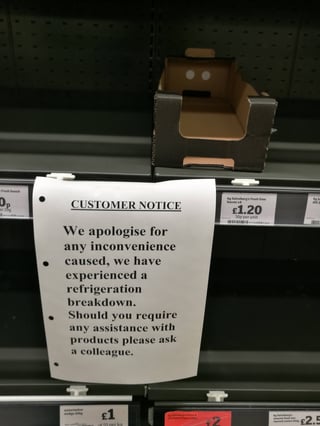 CUSTOMER NOTICE
We apologise for
any inconvenience
caused, we have
experienced a
refrigeration
breakdown.
Should you require
any assistance with
products please ask
a colleague.
£1.20
£1
£2